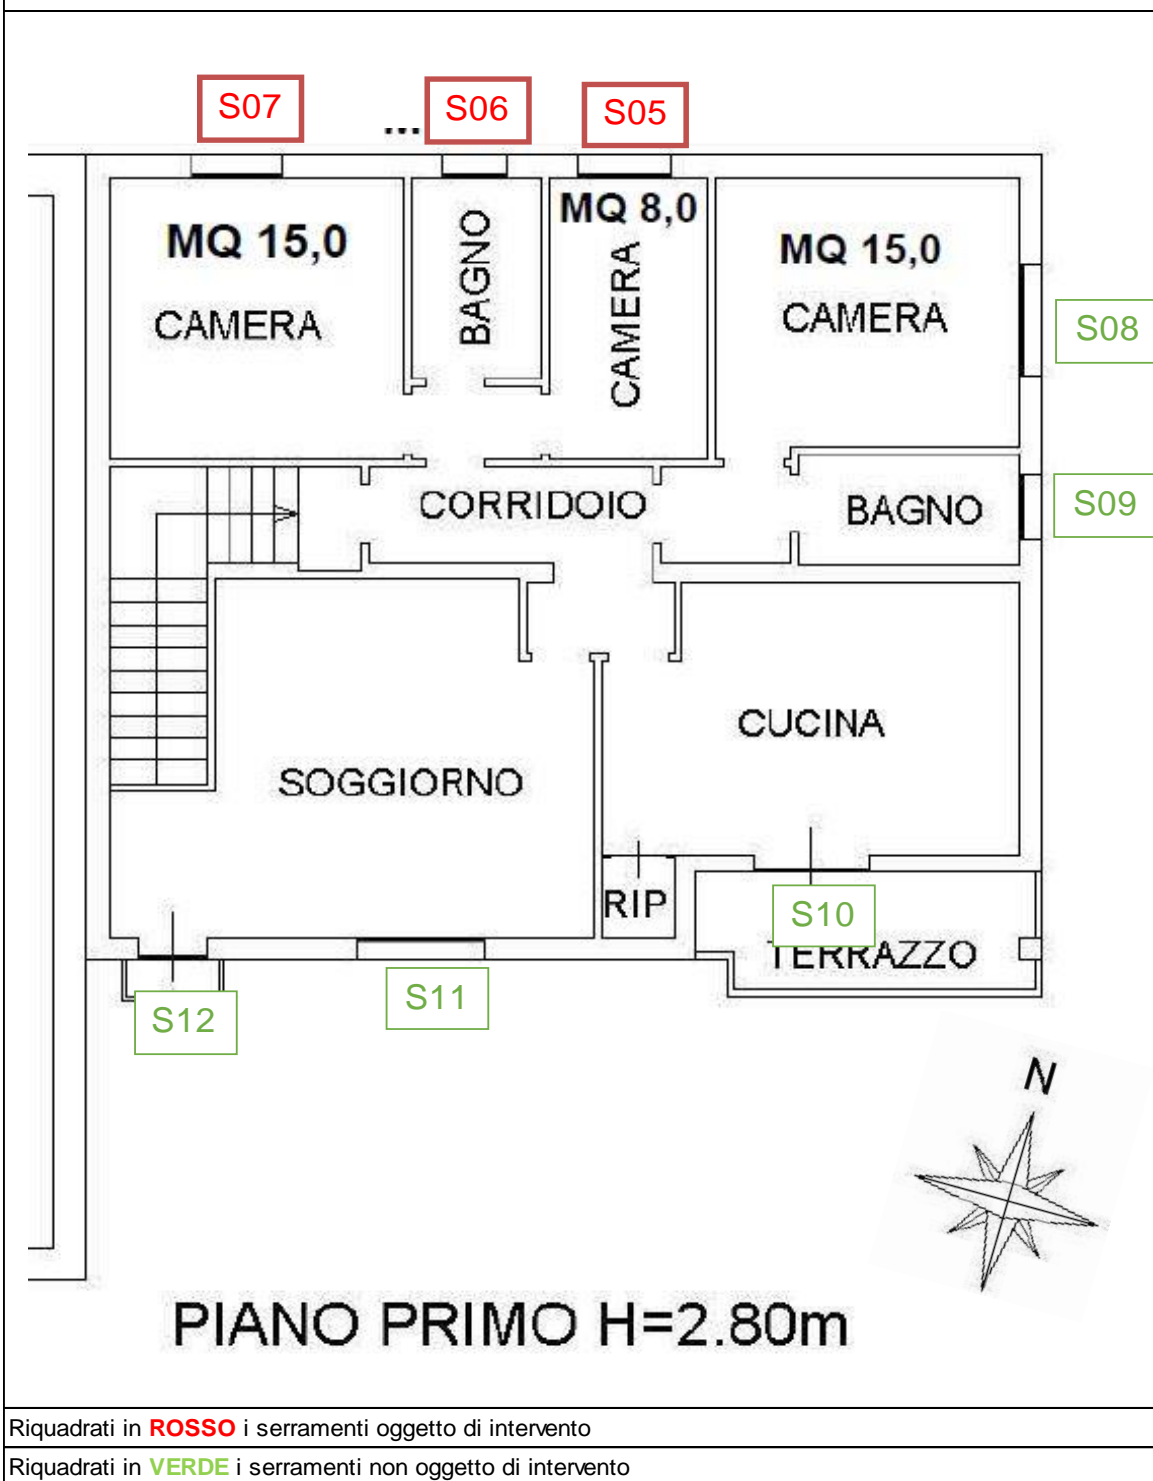 S07
S06
S05
MQ 15,0
CAMERA
BAGNO
MQ 8,0
CAMERA
MQ 15,0
CAMERA
S08
CORRIDOIO
BAGNO
S09
CUCINA
SOGGIORNO
RIP
S10
TERRAZZO
S11
S12
N
PIANO PRIMO H=2.80m
Riquadrati in ROSSO i serramenti oggetto di intervento
Riquadrati in VERDE i serramenti non oggetto di intervento